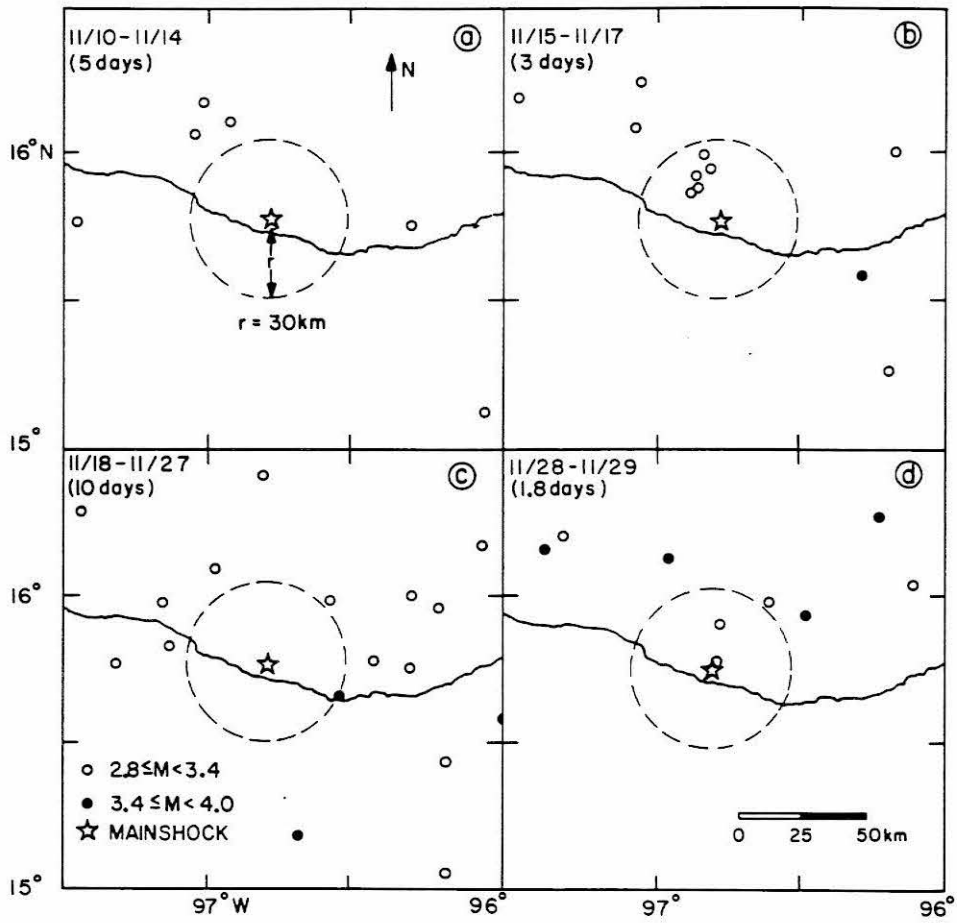 11/10-11/14
(5 days)
ⓐ
N
16°N
r
r = 30km
15°
11/15-11/17
(3 days)
ⓑ
11/18-11/27
(10 days)
ⓒ
16°
2.8≤M<3.4
3.4≤M<4.0
MAINSHOCK
15°
97°W
96°
11/28-11/29
(1.8 days)
ⓓ
0 25 50km
97°
96°